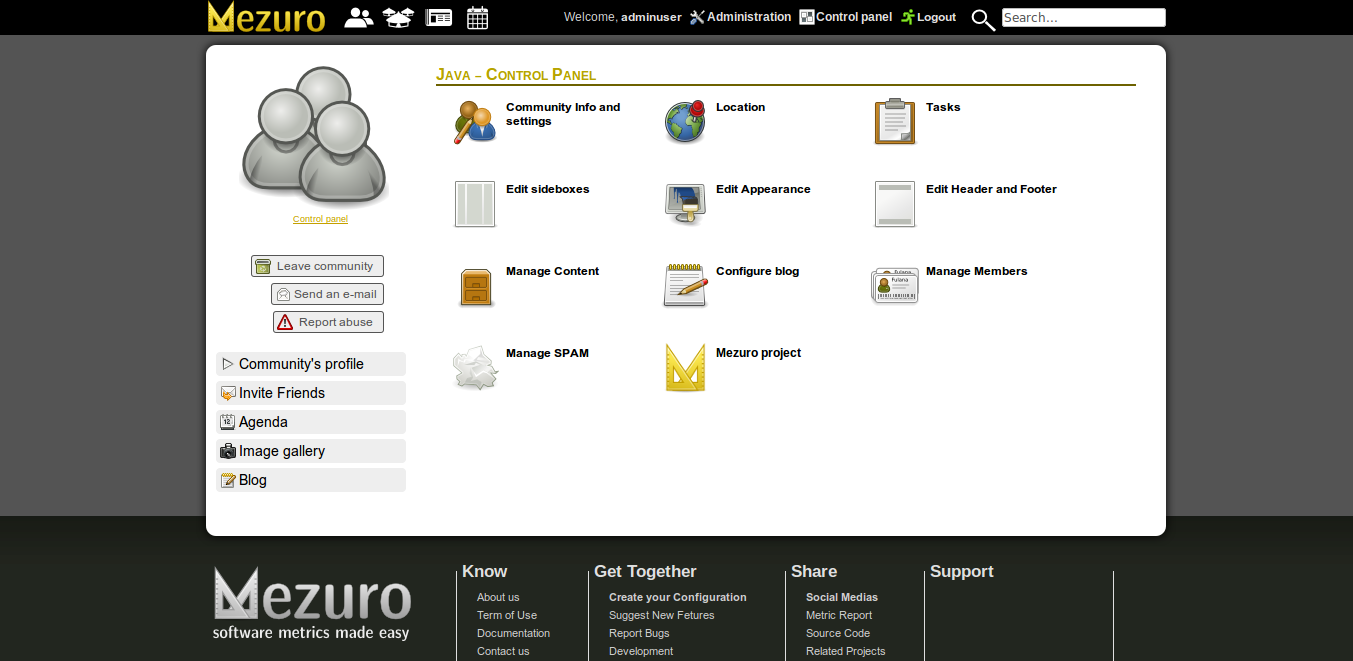 Mezuro
Welcome, adminuser Administration Control panel Logout Search...
Java – Control Panel
Community Info and
settings
Location
Tasks
Edit sideboxes
Edit Appearance
Edit Header and Footer
Manage Content
Configure blog
Manage Members
Fulana
Fulana
Manage SPAM
Mezuro project
Control panel
Leave community
Send an e-mail
Report abuse
Community's profile
Invite Friends
12
Agenda
Image gallery
Blog
Mezuro
software metrics made easy
Know
About us
Term of Use
Documentation
Contact us
Get Together
Create your Configuration
Suggest New Fetures
Report Bugs
Development
Share
Social Medias
Metric Report
Source Code
Related Projects
Support